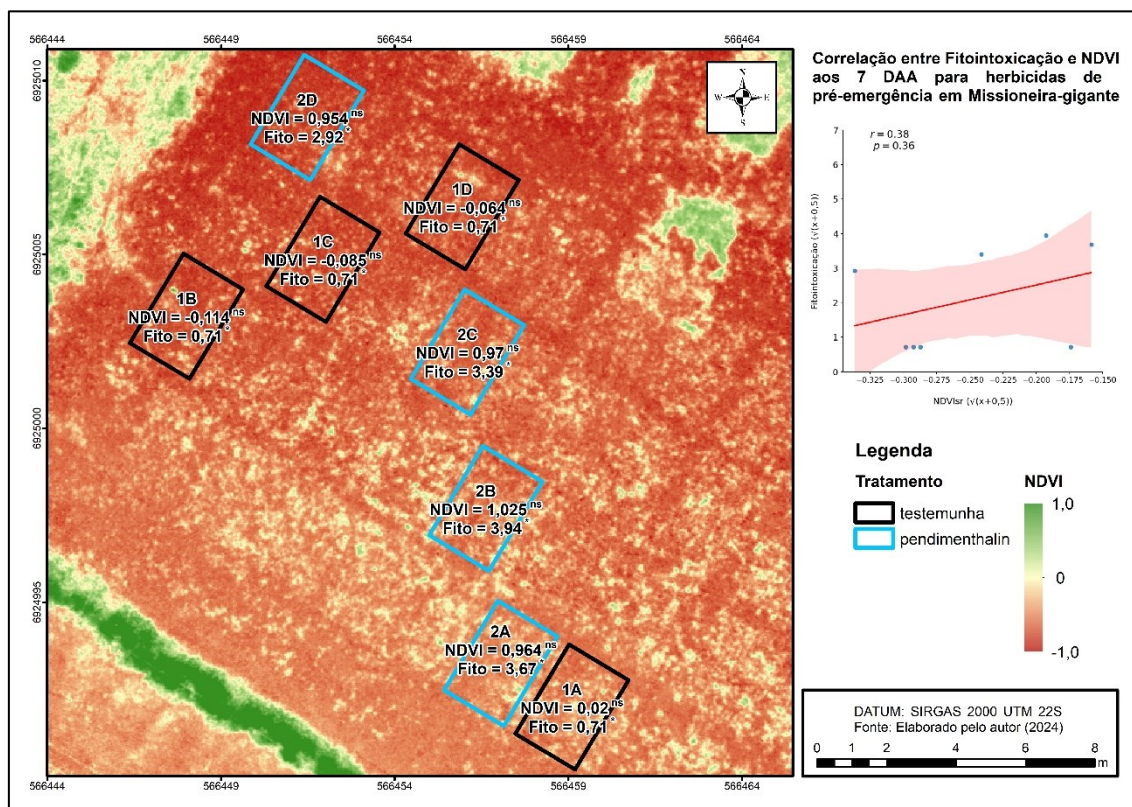 566444
566449
566454
566459
566464
6925010
6925005
6925000
6924995
2D
NDVI = 0,954 ns
Fito = 2,92 *
1D
NDVI = -0,064 ns
Fito = 0,71 *
1C
NDVI = -0,085 ns
Fito = 0,71 *
1B
NDVI = -0,114 ns
Fito = 0,71 *
2C
NDVI = 0,97 ns
Fito = 3,39 *
2B
NDVI = 1,025 ns
Fito = 3,94 *
2A
NDVI = 0,964 ns
Fito = 3,67 *
1A
NDVI = 0,02 ns
Fito = 0,71 *
566444
566449
566454
566459
566464
N
W E
S
Correlação entre Fitointoxicação e NDVI
aos 7 DAA para herbicidas de
pré-emergência em Missioneira-gigante
r = 0.38
p = 0.36
Fitointoxicação (√(x+0,5))
7
6
5
4
3
2
1
0
−0.325 −0.300 −0.275 −0.250 −0.225 −0.200 −0.175 −0.150
NDVIsr (√(x+0,5))
Legenda
Tratamento
testemunha
pendimenthalin
NDVI
1,0
0
-1,0
DATUM: SIRGAS 2000 UTM 22S
Fonte: Elaborado pelo autor (2024)
0 1 2 4 6 8
m